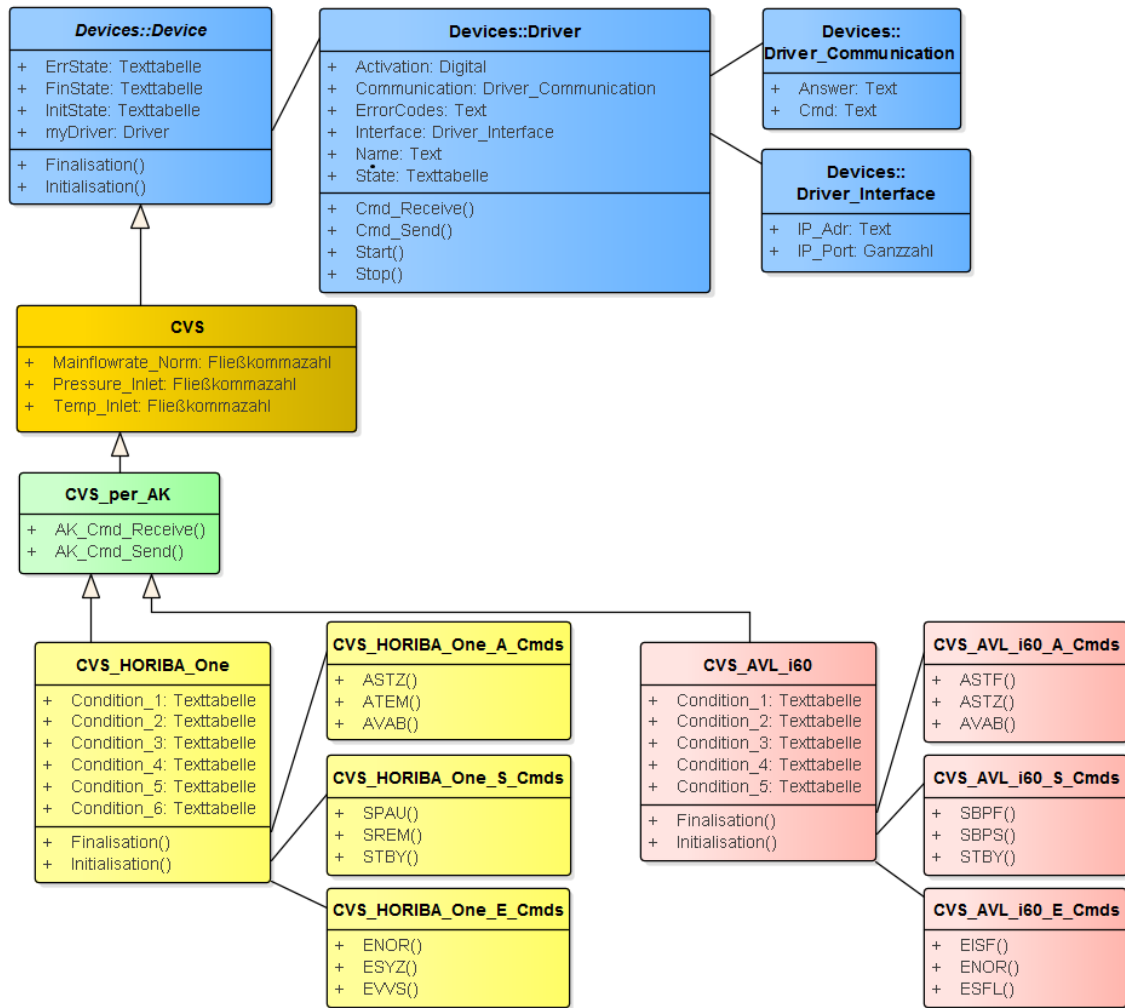 Devices::Device
+ ErrState: Texttabelle
+ FinState: Texttabelle
+ InitState: Texttabelle
+ myDriver: Driver
+ Finalisation()
+ Initialisation()
Devices::Driver
+ Activation: Digital
+ Communication: Driver_Communication
+ ErrorCodes: Text
+ Interface: Driver_Interface
+ Name: Text
+ State: Texttabelle
+ Cmd_Receive()
+ Cmd_Send()
+ Start()
+ Stop()
Devices::
Driver_Communication
+ Answer: Text
+ Cmd: Text
Devices::
Driver_Interface
+ IP_Adr: Text
+ IP_Port: Ganzzahl
CVS
+ Mainflowrate_Norm: Fließkommazahl
+ Pressure_Inlet: Fließkommazahl
+ Temp_Inlet: Fließkommazahl
CVS_per_AK
+ AK_Cmd_Receive()
+ AK_Cmd_Send()
CVS_HORIBA_One
+ Condition_1: Texttabelle
+ Condition_2: Texttabelle
+ Condition_3: Texttabelle
+ Condition_4: Texttabelle
+ Condition_5: Texttabelle
+ Condition_6: Texttabelle
+ Finalisation()
+ Initialisation()
CVS_HORIBA_One_A_Cmds
+ ASTZ()
+ ATEM()
+ AVAB()
CVS_HORIBA_One_S_Cmds
+ SPAU()
+ SREM()
+ STBY()
CVS_HORIBA_One_E_Cmds
+ ENOR()
+ ESYZ()
+ EVVS()
CVS_AVL_i60
+ Condition_1: Texttabelle
+ Condition_2: Texttabelle
+ Condition_3: Texttabelle
+ Condition_4: Texttabelle
+ Condition_5: Texttabelle
+ Finalisation()
+ Initialisation()
CVS_AVL_i60_A_Cmds
+ ASTF()
+ ASTZ()
+ AVAB()
CVS_AVL_i60_S_Cmds
+ SBPF()
+ SBPS()
+ STBY()
CVS_AVL_i60_E_Cmds
+ EISF()
+ ENOR()
+ ESFL()